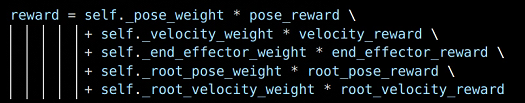 reward = self._pose_weight * pose_reward \
+ self._velocity_weight * velocity_reward \
+ self._end_effector_weight * end_effector_reward \
+ self._root_pose_weight * root_pose_reward \
+ self._root_velocity_weight * root_velocity_reward